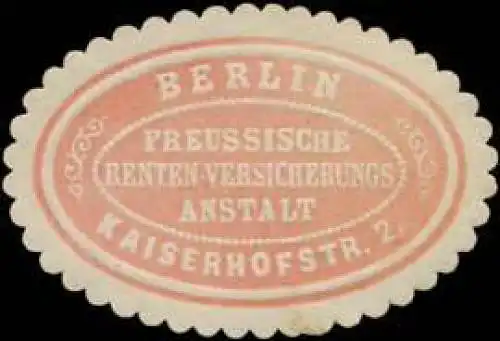 BERLIN
PREUSSISCHE
RENTEN-VERSICHERUNGS
ANSTALT
KAISERHOFSTR. 2.